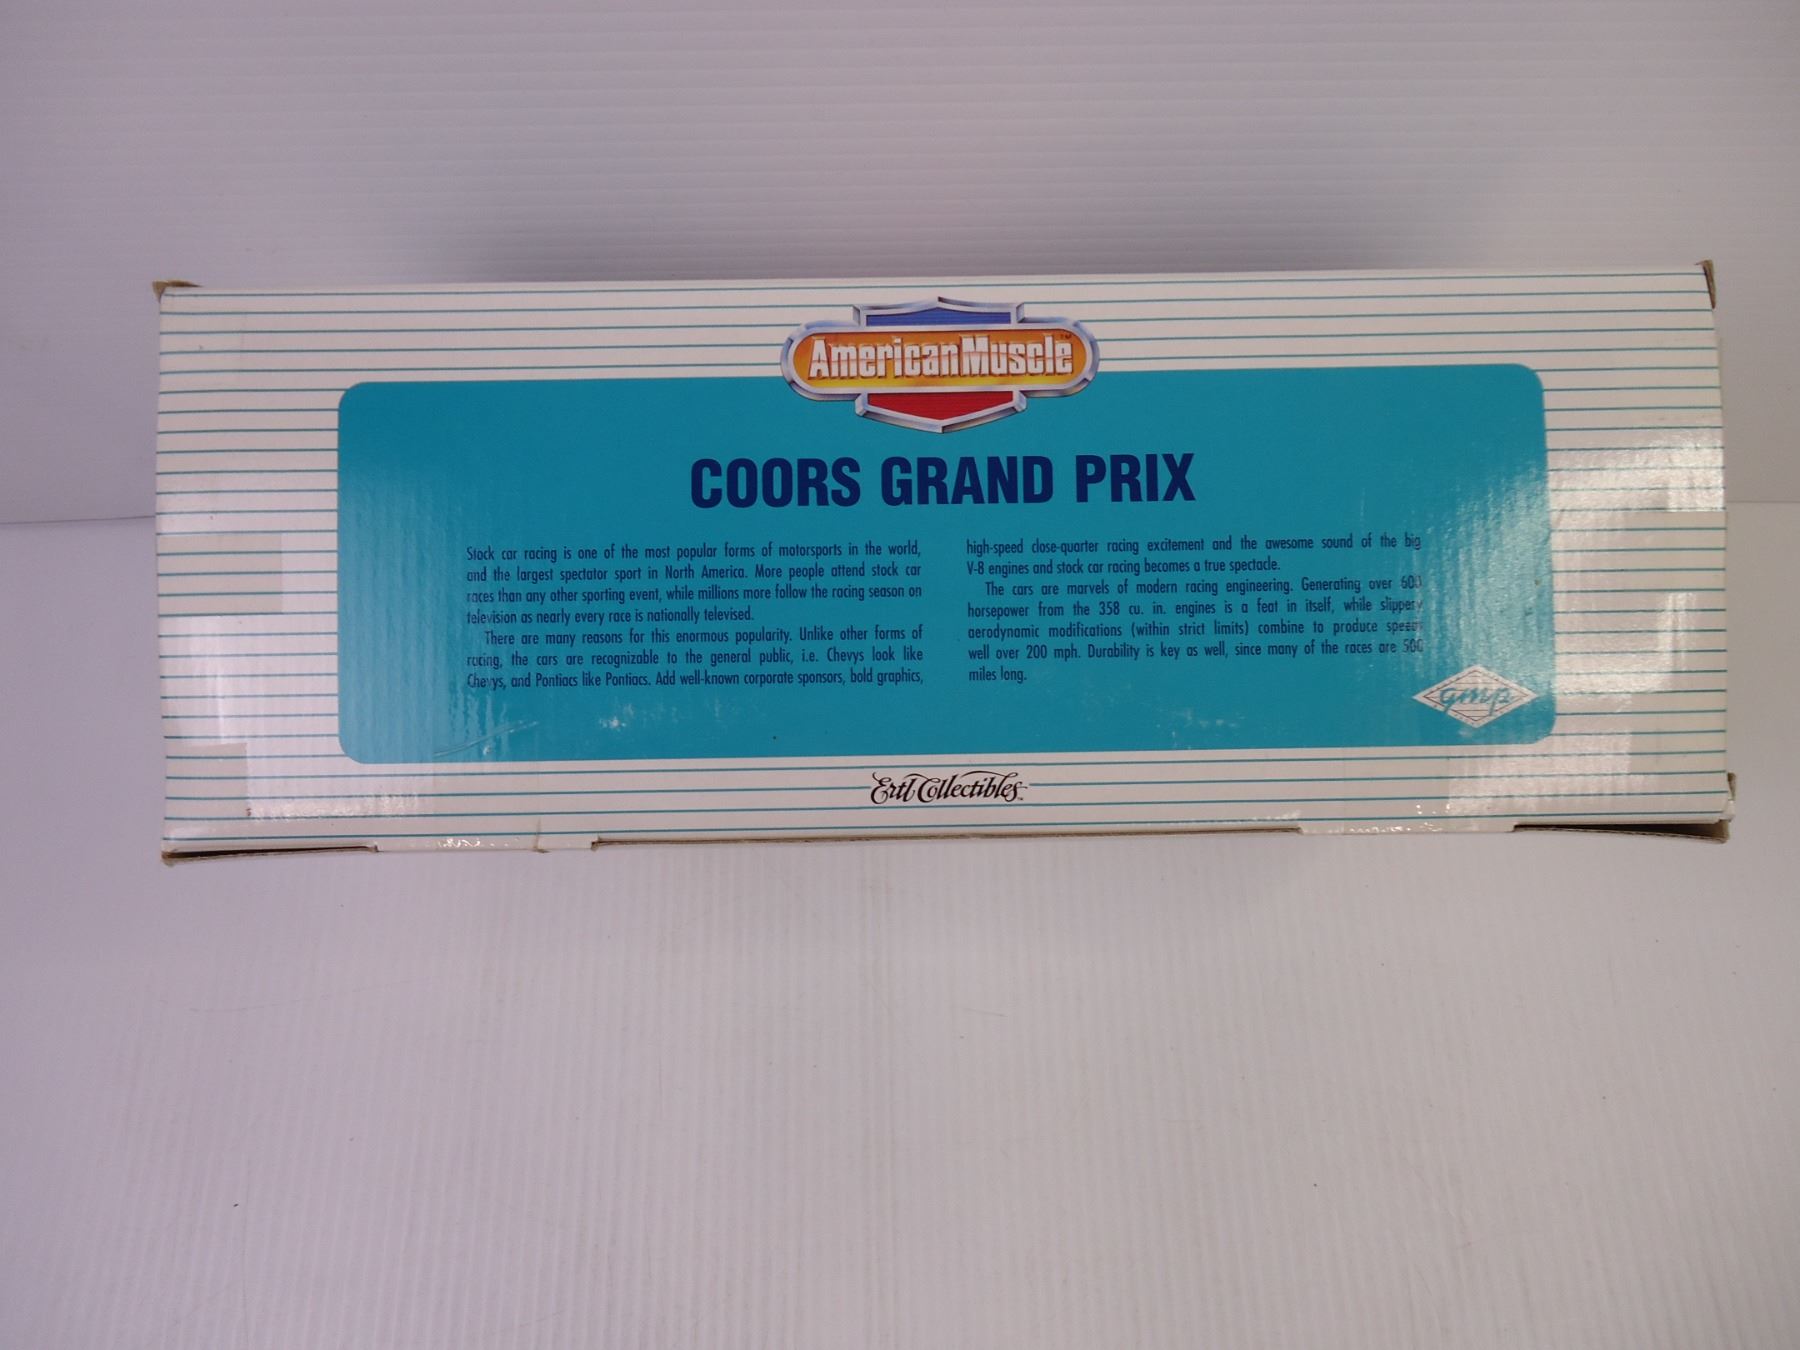 AmericanMuscle™
COORS GRAND PRIX
Stock car racing is one of the most popular forms of motorsports in the world,
and the largest spectator sport in North America. More people attend stock car
races than any other sporting event, while millions more follow the racing season on
television as nearly every race is nationally televised.
There are many reasons for this enormous popularity. Unlike other forms of
racing, the cars are recognizable to the general public, i.e. Chevys look like
Chevys, and Pontiacs like Pontiacs. Add well-known corporate sponsors, bold graphics,
high-speed close-quarter racing excitement and the awesome sound of the big
V-8 engines and stock car racing becomes a true spectacle.
The cars are marvels of modern racing engineering. Generating over 600
horsepower from the 358 cu. in. engines is a feat in itself, while slippery
aerodynamic modifications (within strict limits) combine to produce speeds
well over 200 mph. Durability is key as well, since many of the races are 500
miles long.
gmp
Ertl Collectibles™